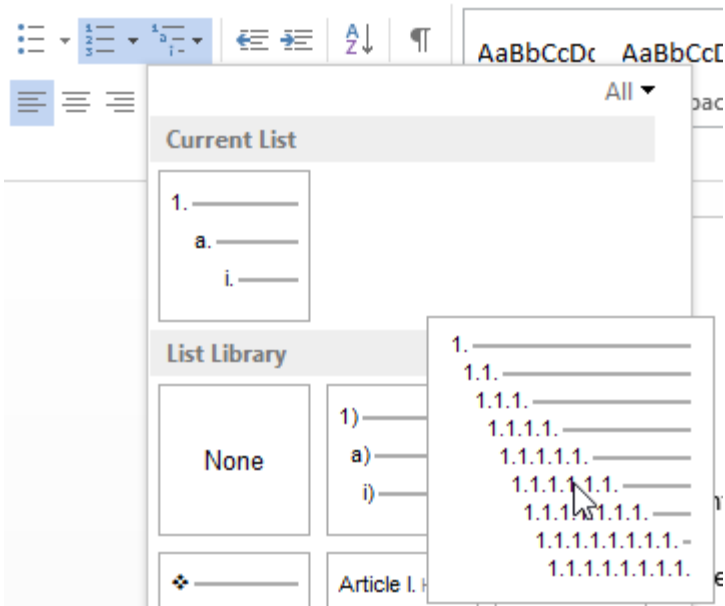 AaBbCcDc AaBbCcD
All
Current List
1.
a.
i.
List Library
None
1)
a)
i)
1.
1.1.
1.1.1.
1.1.1.1.
1.1.1.1.1.
1.1.1.1.1.1.
1.1.1.1.1.1.1.
1.1.1.1.1.1.1.1.
1.1.1.1.1.1.1.1.1.
Article I.